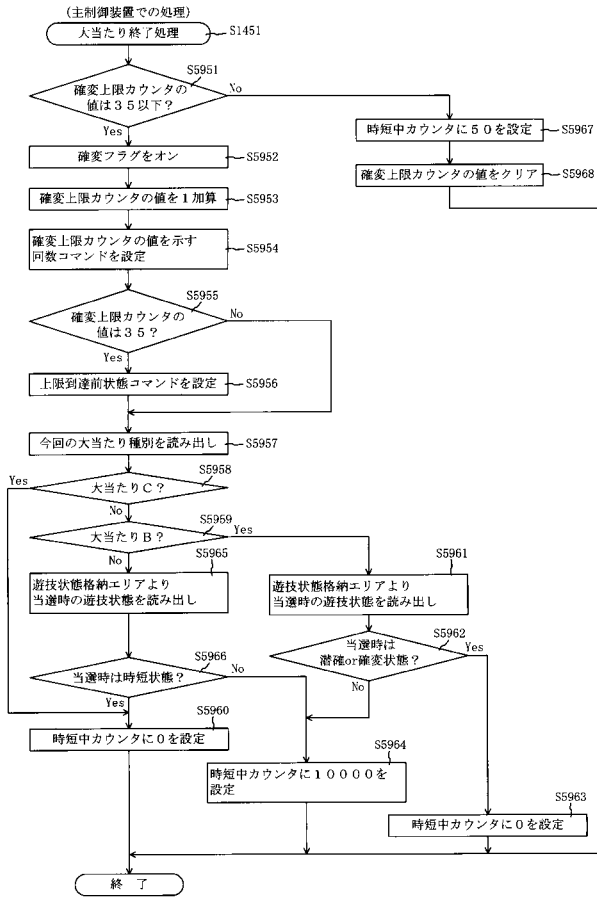 (主制御装置での処理)
大当たり終了処理
S1451
S5951
確変上限カウンタの
値は35以下?
No
Yes
時短中カウンタに50を設定
S5967
確変フラグをオン
S5952
確変上限カウンタの値をクリア
S5968
確変上限カウンタの値を1加算
S5953
確変上限カウンタの値を示す
回数コマンドを設定
S5954
S5955
確変上限カウンタの
値は35?
No
Yes
上限到達前状態コマンドを設定
S5956
今回の大当たり種別を読み出し
S5957
S5958
Yes
大当たりC?
No
S5959
大当たりB?
Yes
No
S5965
遊技状態格納エリアより
当選時の遊技状態を読み出し
S5961
遊技状態格納エリアより
当選時の遊技状態を読み出し
S5962
当選時は
潜確or確変状態?
Yes
No
S5966
当選時は時短状態?
No
Yes
S5960
時短中カウンタに0を設定
S5964
時短中カウンタに10000を
設定
S5963
時短中カウンタに0を設定
終 了